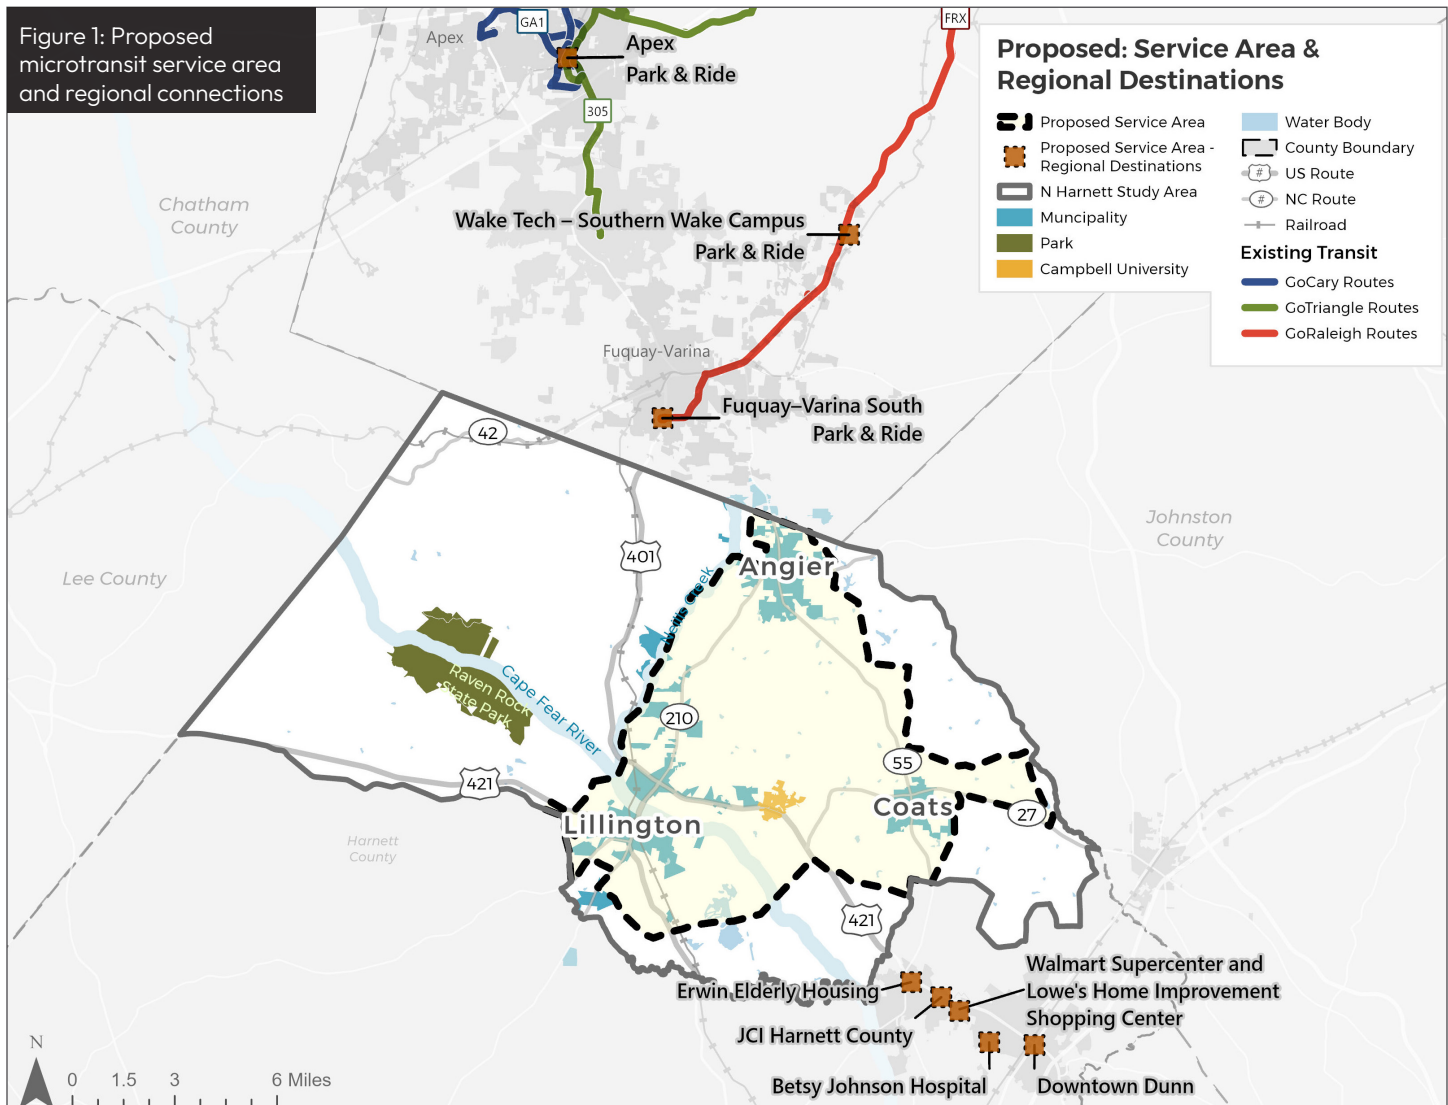 Figure 1: Proposed
microtransit service area
and regional connections
GA1
FRX
Apex
Apex
Park & Ride
305
Proposed: Service Area &
Regional Destinations
Proposed Service Area
Proposed Service Area -
Regional Destinations
N Harnett Study Area
Muncipality
Park
Campbell University
Water Body
County Boundary
# US Route
# NC Route
Railroad
Existing Transit
GoCary Routes
GoTriangle Routes
GoRaleigh Routes
Chatham
County
Wake Tech – Southern Wake Campus
Park & Ride
Fuquay-Varina
Fuquay–Varina South
Park & Ride
42
401
Johnston
County
Lee County
Angier
Neills Creek
Raven Rock
State Park
Cape Fear River
210
55
421
Coats
27
Lillington
Harnett
County
421
Walmart Supercenter and
Lowe's Home Improvement
Shopping Center
Erwin Elderly Housing
JCI Harnett County
Betsy Johnson Hospital
Downtown Dunn
N
0 1.5 3 6 Miles